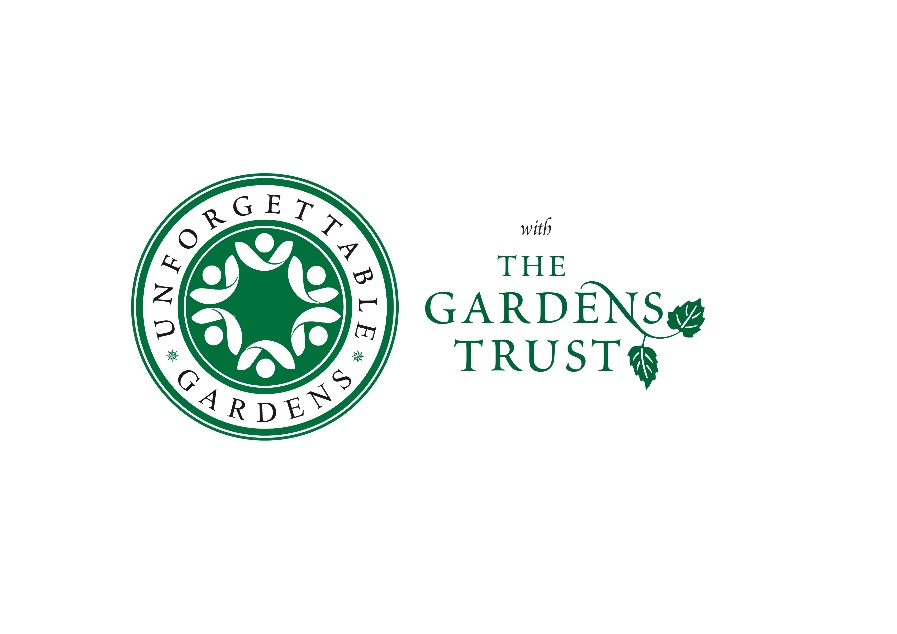 UNFORGETTABLE
GARDENS
with
THE
GARDENS
TRUST